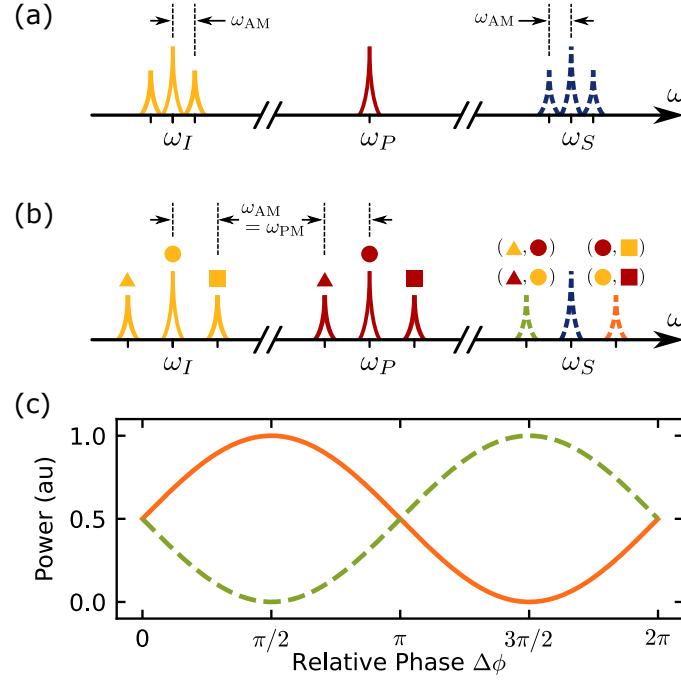 (a)
ω_AM
ω_AM
ω_I
ω_P
ω_S
ω
(b)
ω_AM
= ω_PM
(▲,●)
(●,■)
(▲,●)
(●,■)
ω_I
ω_P
ω_S
ω
(c)
Power (au)
1.0
0.5
0.0
0
π/2
π
3π/2
2π
Relative Phase Δϕ